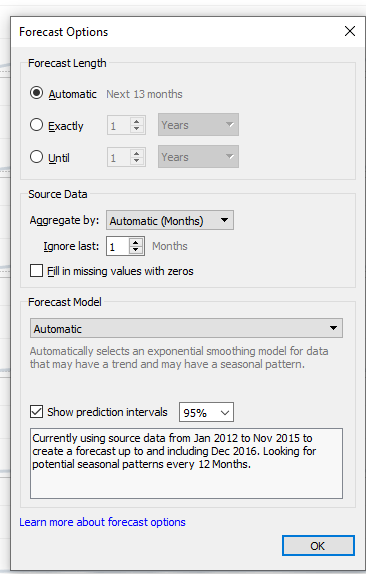 Forecast Options
Forecast Length
Automatic Next 13 months
Exactly 1 Years
Until 1 Years
Source Data
Aggregate by: Automatic (Months)
Ignore last: 1 Months
Fill in missing values with zeros
Forecast Model
Automatic
Automatically selects an exponential smoothing model for data
that may have a trend and may have a seasonal pattern.
Show prediction intervals 95%
Currently using source data from Jan 2012 to Nov 2015 to
create a forecast up to and including Dec 2016. Looking for
potential seasonal patterns every 12 Months.
Learn more about forecast options
OK